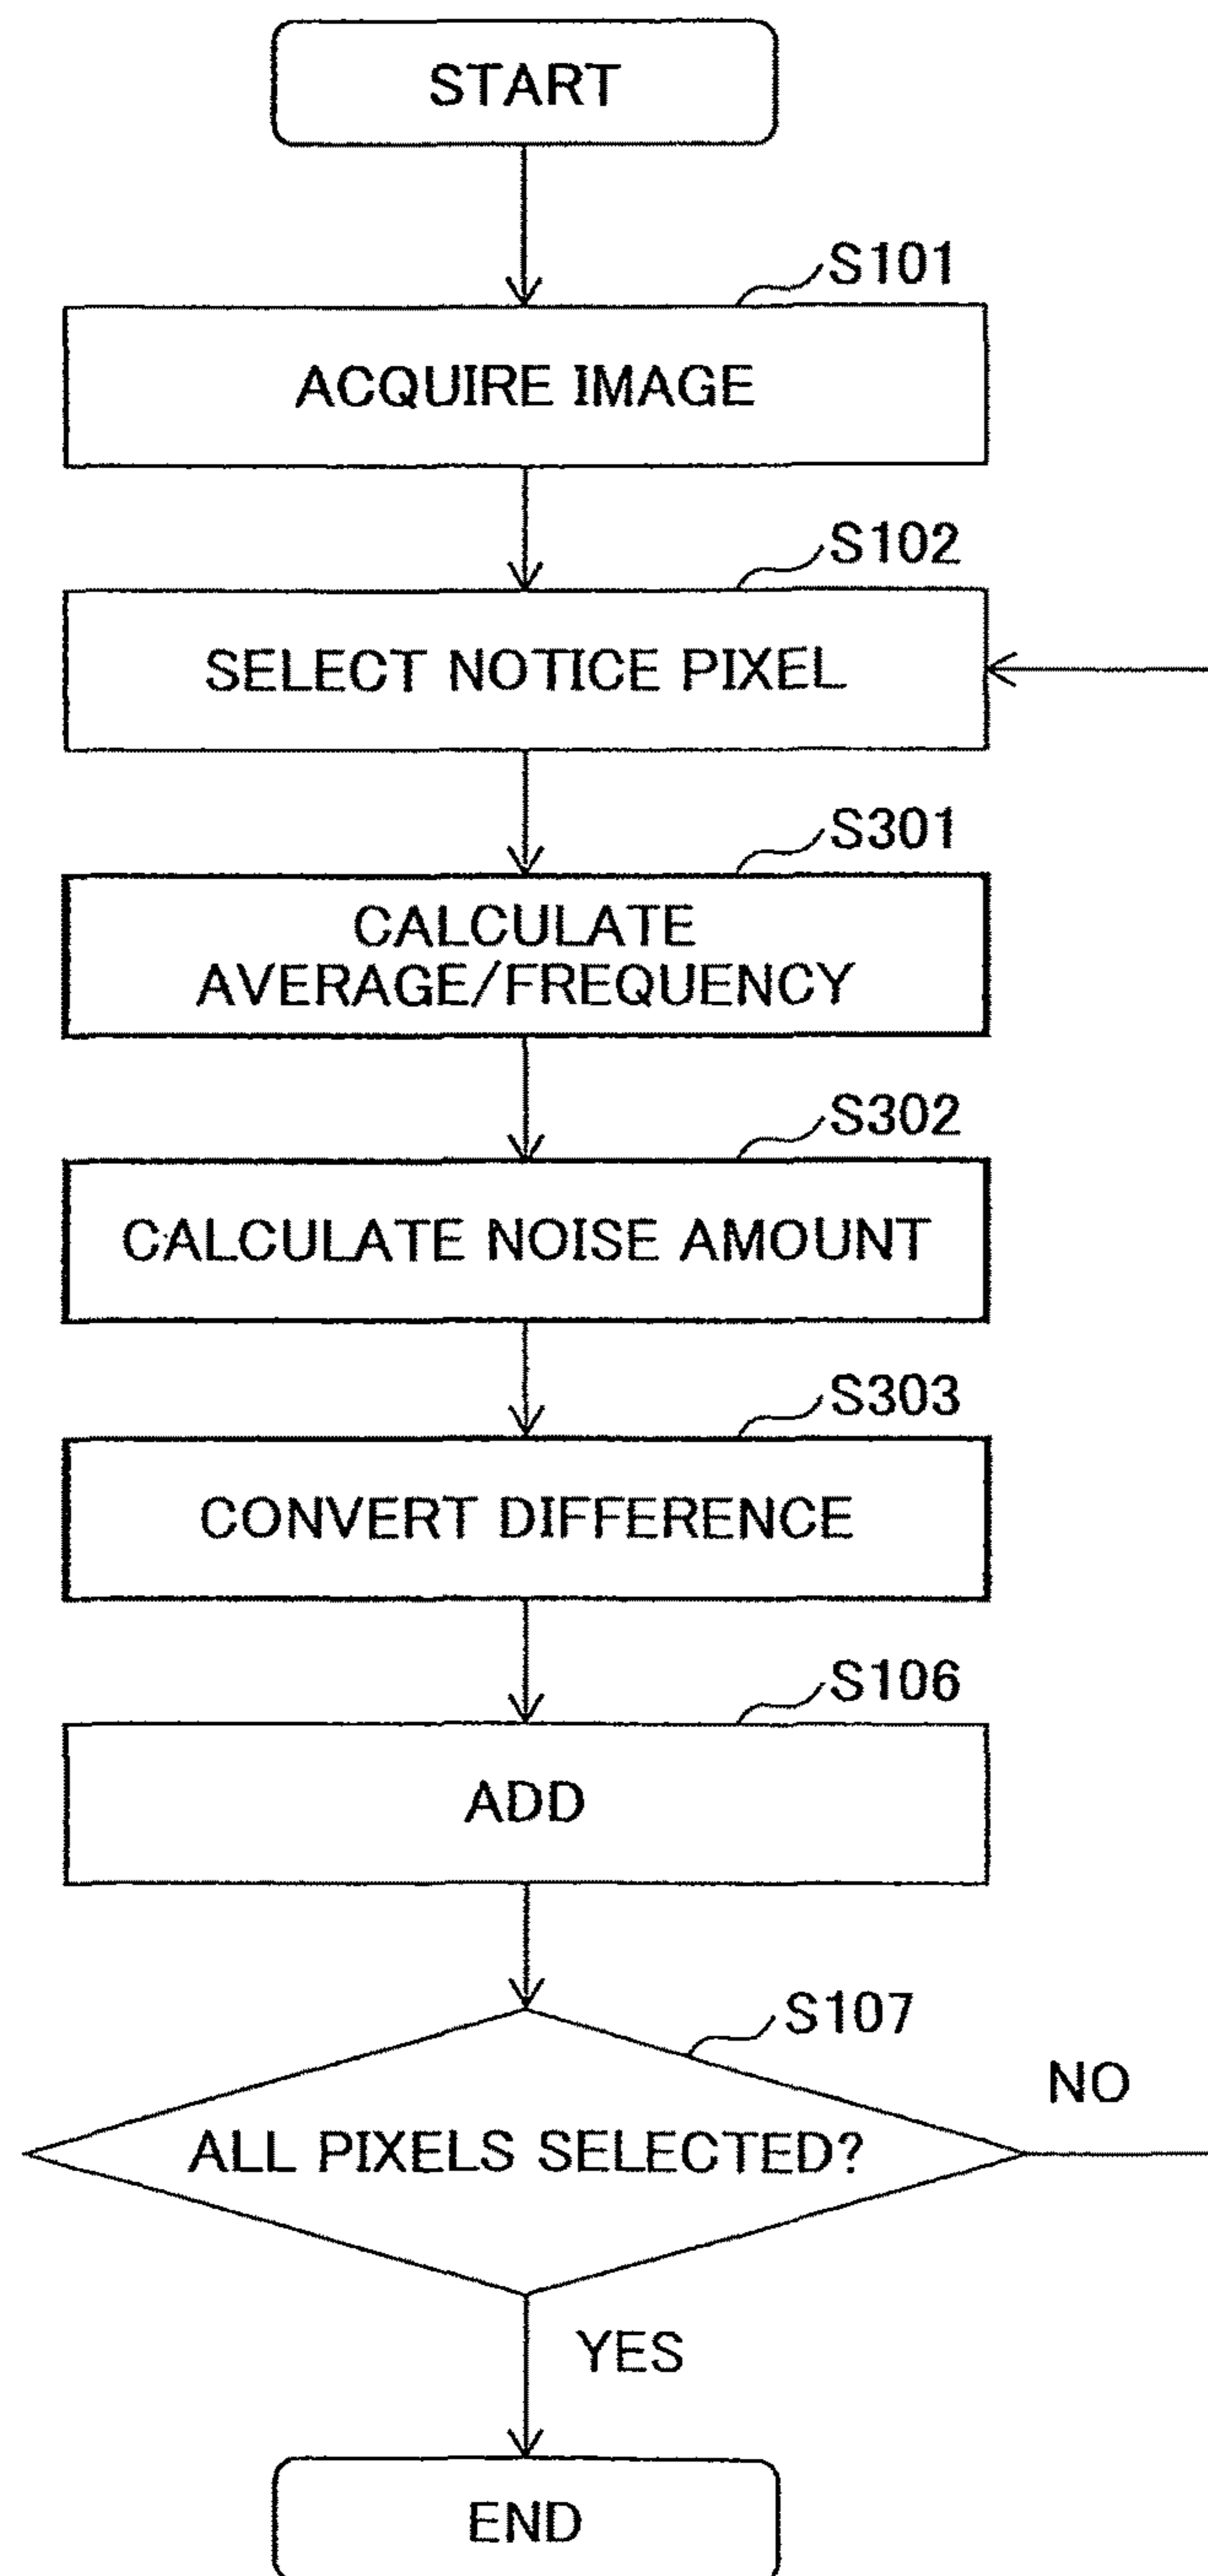 START
S101
ACQUIRE IMAGE
S102
SELECT NOTICE PIXEL
S301
CALCULATE
AVERAGE/FREQUENCY
S302
CALCULATE NOISE AMOUNT
S303
CONVERT DIFFERENCE
S106
ADD
S107
NO
ALL PIXELS SELECTED?
YES
END